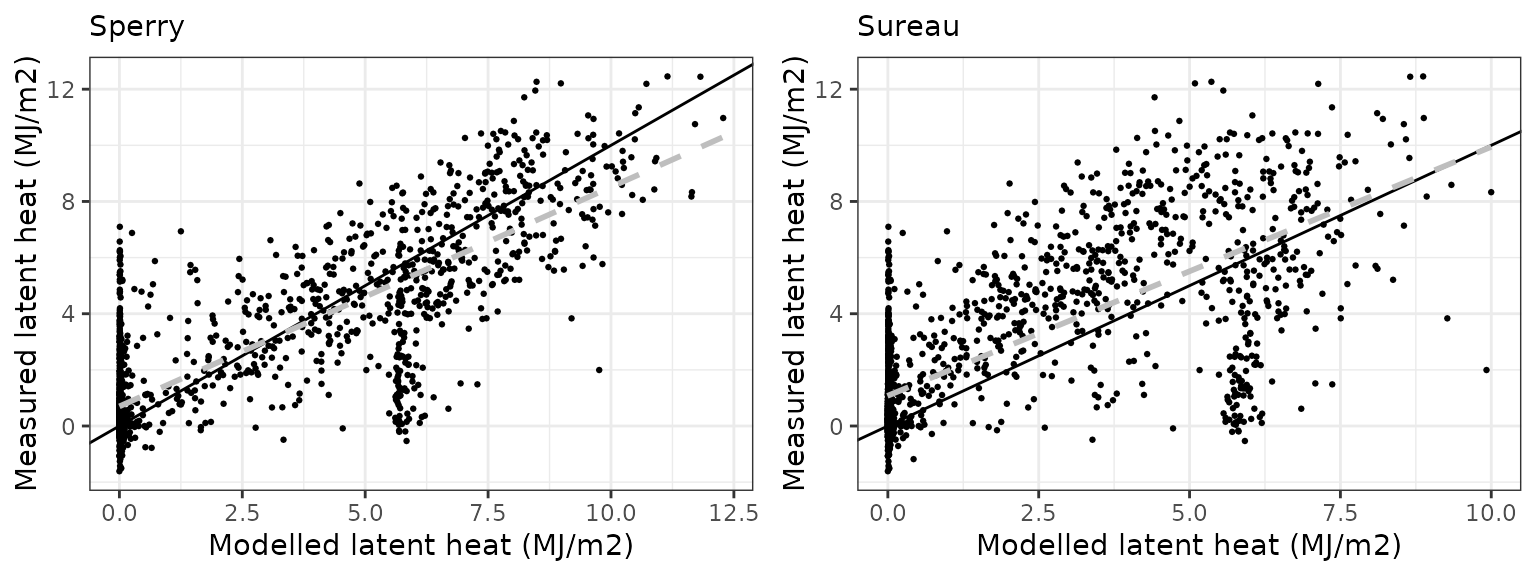 Sperry
Measured latent heat (MJ/m2)
12
8
4
0
0.0 2.5 5.0 7.5 10.0 12.5
Modelled latent heat (MJ/m2)
Sureau
Measured latent heat (MJ/m2)
12
8
4
0
0.0 2.5 5.0 7.5 10.0
Modelled latent heat (MJ/m2)